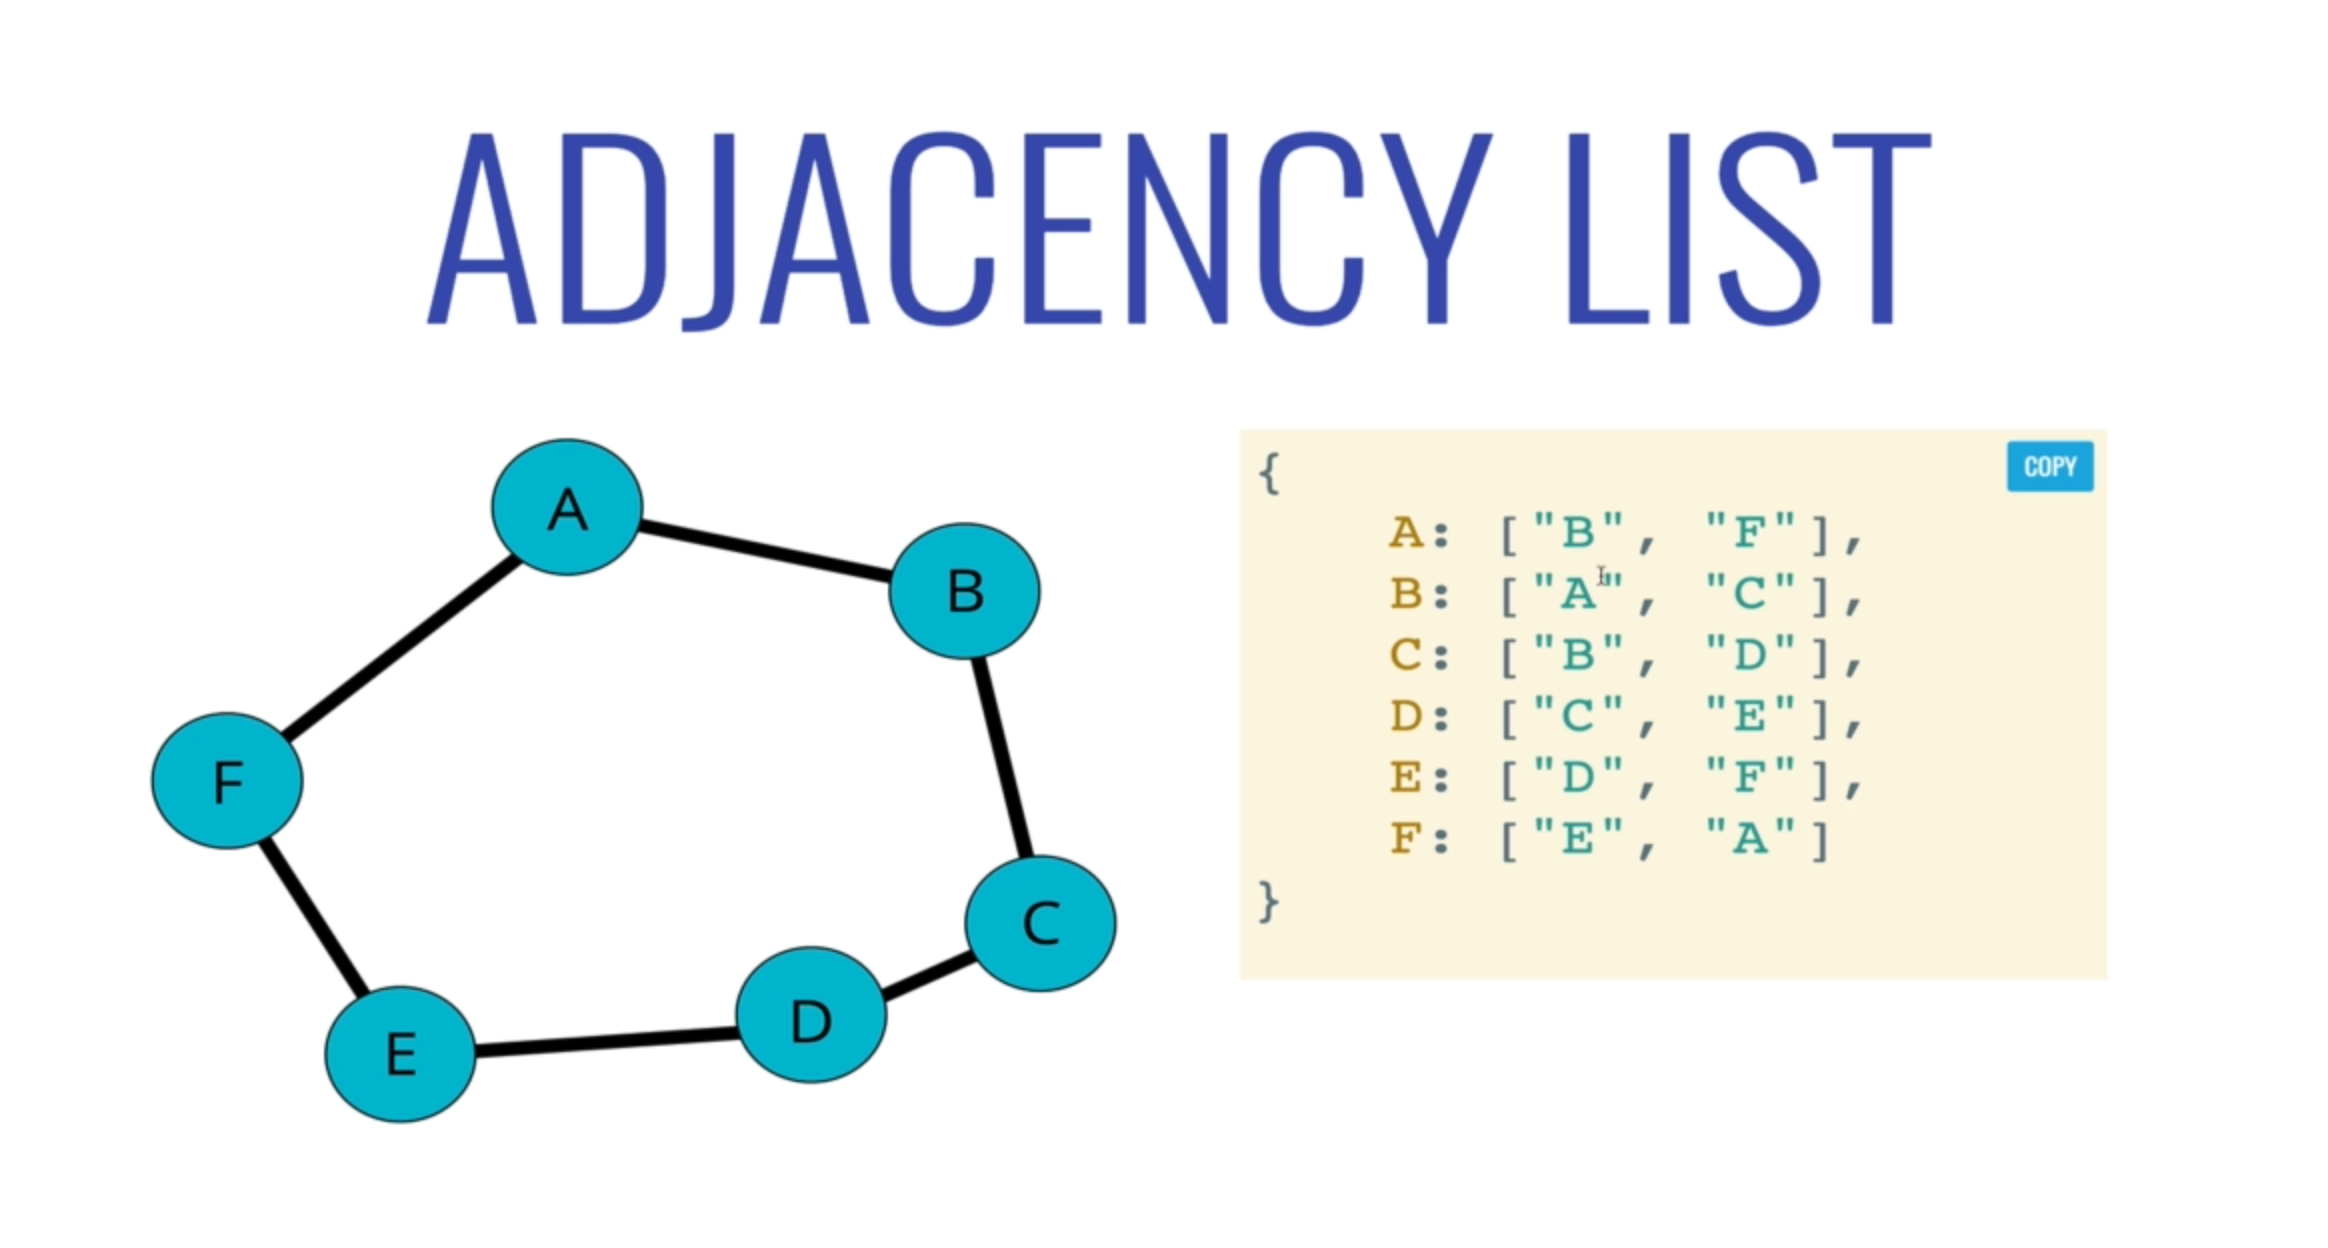 ADJACENCY LIST
A
B
F
C
D
E
COPY
{
A: ["B", "F"],
B: ["A", "C"],
C: ["B", "D"],
D: ["C", "E"],
E: ["D", "F"],
F: ["E", "A"]
}